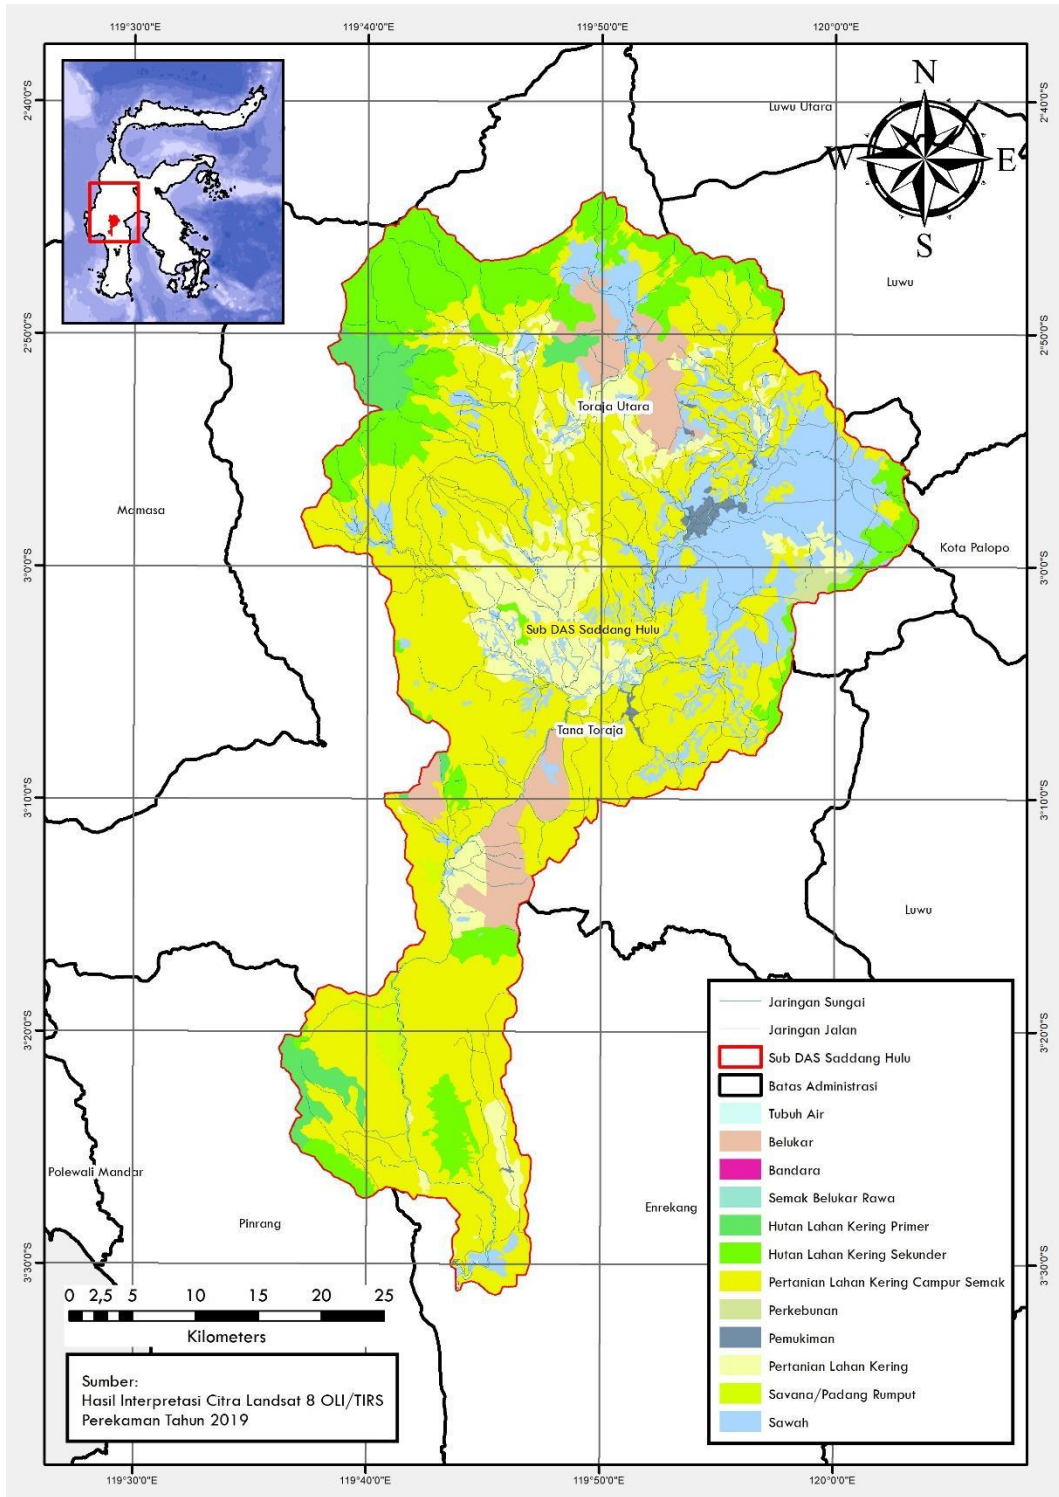 119°30'0"E
119°40'0"E
119°50'0"E
120°0'0"E
2°40'0"S
2°40'0"S
Luwu Utara
N
W
E
S
Luwu
2°50'0"S
2°50'0"S
Toraja Utara
Mamasa
Kota Palopo
3°0'0"S
3°0'0"S
Sub DAS Saddang Hulu
Tana Toraja
3°10'0"S
3°10'0"S
Luwu
3°20'0"S
3°20'0"S
Polewali Mandar
Pinrang
Enrekang
3°30'0"S
3°30'0"S
Jaringan Sungai
Jaringan Jalan
Sub DAS Saddang Hulu
Batas Administrasi
Tubuh Air
Belukar
Bandara
Semak Belukar Rawa
Hutan Lahan Kering Primer
Hutan Lahan Kering Sekunder
Pertanian Lahan Kering Campur Semak
Perkebunan
Pemukiman
Pertanian Lahan Kering
Savana/Padang Rumput
Sawah
0 2,5 5 10 15 20 25
Kilometers
Sumber:
Hasil Interpretasi Citra Landsat 8 OLI/TIRS
Perekaman Tahun 2019
119°30'0"E
119°40'0"E
119°50'0"E
120°0'0"E